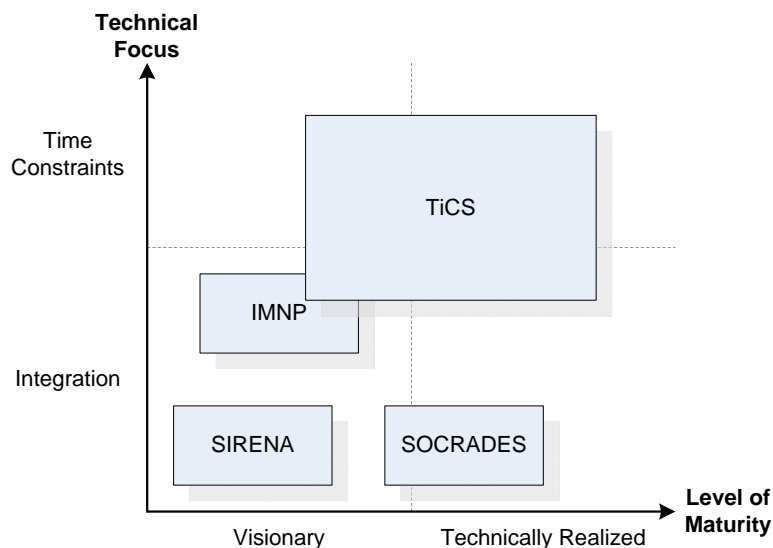 Technical
Focus
Time
Constraints
TiCS
IMNP
Integration
SIRENA
SOCRADES
Level of
Maturity
Visionary
Technically Realized